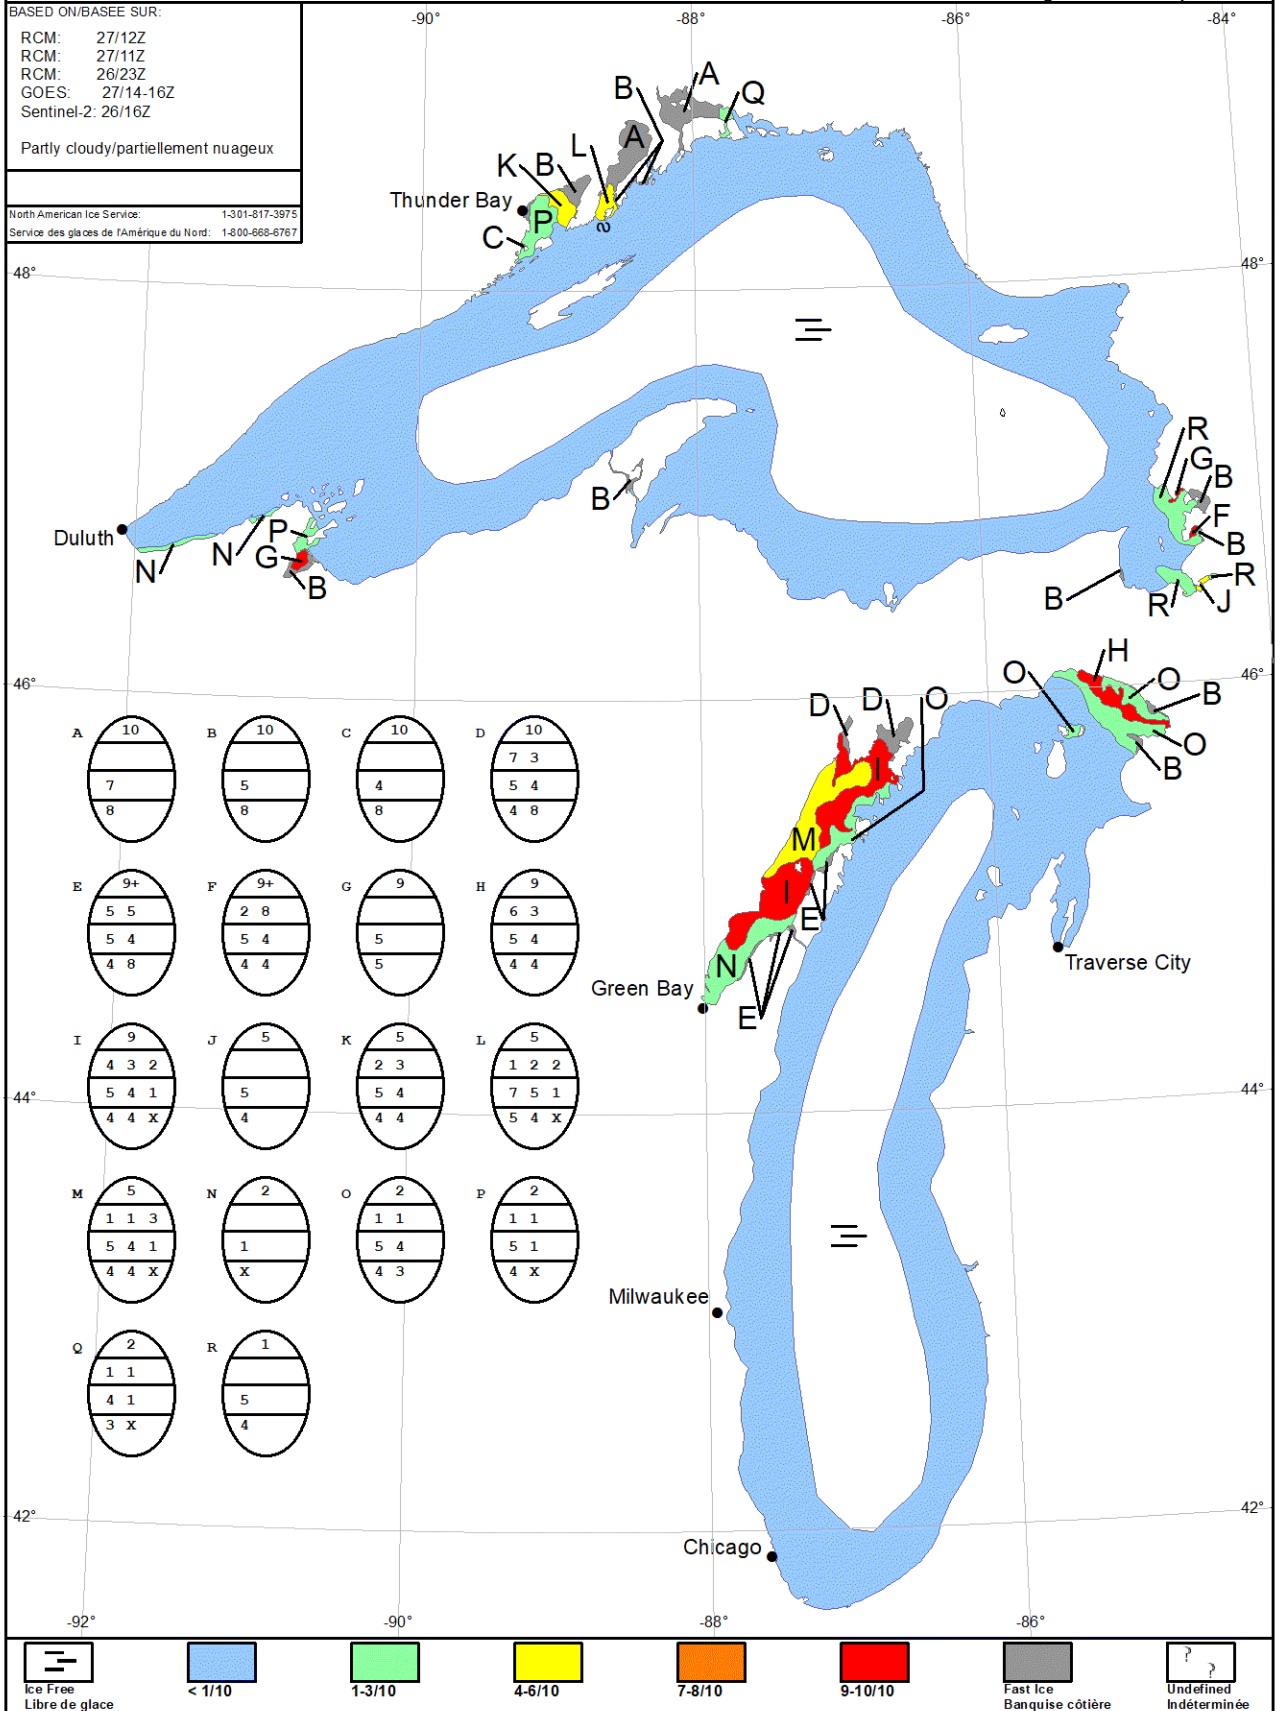 BASED ON/BASEE SUR:
RCM: 27/12Z
RCM: 27/11Z
RCM: 26/23Z
GOES: 27/14-16Z
Sentinel-2: 26/16Z
Partly cloudy/partiellement nuageux
North American Ice Service: 1-301-817-3975
Service des glaces de l'Amérique du Nord: 1-800-668-6767
-90° -88° -86° -84°
A
B Q
A
L
B
K
Thunder Bay
P
C
s
48° 48°
R
G
B
B
F
P
Duluth
N
G
B
N
B
B
R
R
J
H
O O
46° 46°
B
D D O
O
B
I
M
I
E
N
Traverse City
Green Bay
E
A 10 B 10 C 10 D 10
7 3
7 5 4 5 4
8 8 8 4 8
E 9+ F 9+ G 9 H 9
5 5 2 8 6 3
5 4 5 4 5 5 4
4 8 4 4 5 4 4
I 9 J 5 K 5 L 5
4 3 2 2 3 1 2 2
5 4 1 5 5 4 7 5 1
4 4 X 4 4 4 5 4 X
44° 44°
M 5 N 2 O 2 P 2
1 1 3 1 1 1 1
5 4 1 1 5 4 5 1
4 4 X X 4 3 4 X
Milwaukee
Q 2 R 1
1 1
4 1 5
3 X 4
42° 42°
Chicago
-92° -90° -88° -86°
? ?
Ice Free < 1/10 1-3/10 4-6/10 7-8/10 9-10/10 Fast Ice Undefined
Libre de glace Banquise côtière Indéterminée